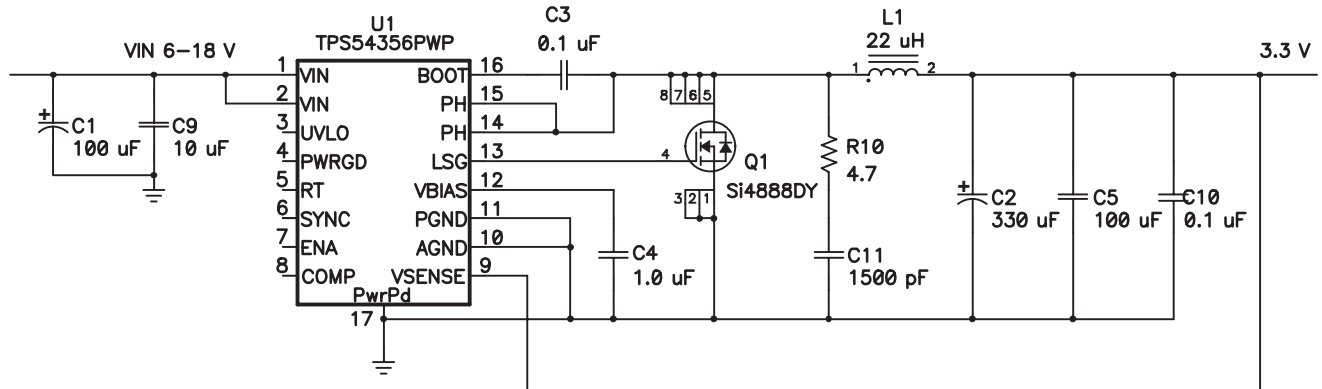 U1
TPS54356PWP
VIN 6-18 V
C3
0.1 uF
L1
22 uH
3.3 V
1 VIN
2 VIN
3 UVLO
4 PWRGD
5 RT
6 SYNC
7 ENA
8 COMP
BOOT 16
PH 15
PH 14
LSG 13
VBIAS 12
PGND 11
AGND 10
VSENSE 9
PwrPd
17
+
C1
100 uF
C9
10 uF
1
2
8 7 6 5
4
3 2 1
Q1
Si4888DY
R10
4.7
C4
1.0 uF
C11
1500 pF
+
C2
330 uF
C5
100 uF
C10
0.1 uF